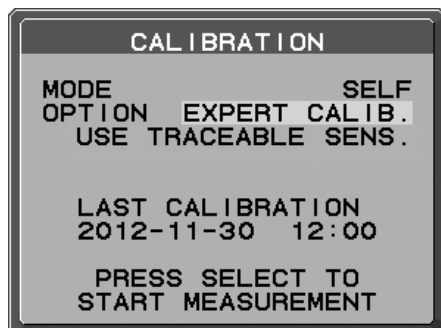 CALIBRATION
MODE SELF
OPTION EXPERT CALIB.
USE TRACEABLE SENS.
LAST CALIBRATION
2012-11-30 12:00
PRESS SELECT TO
START MEASUREMENT